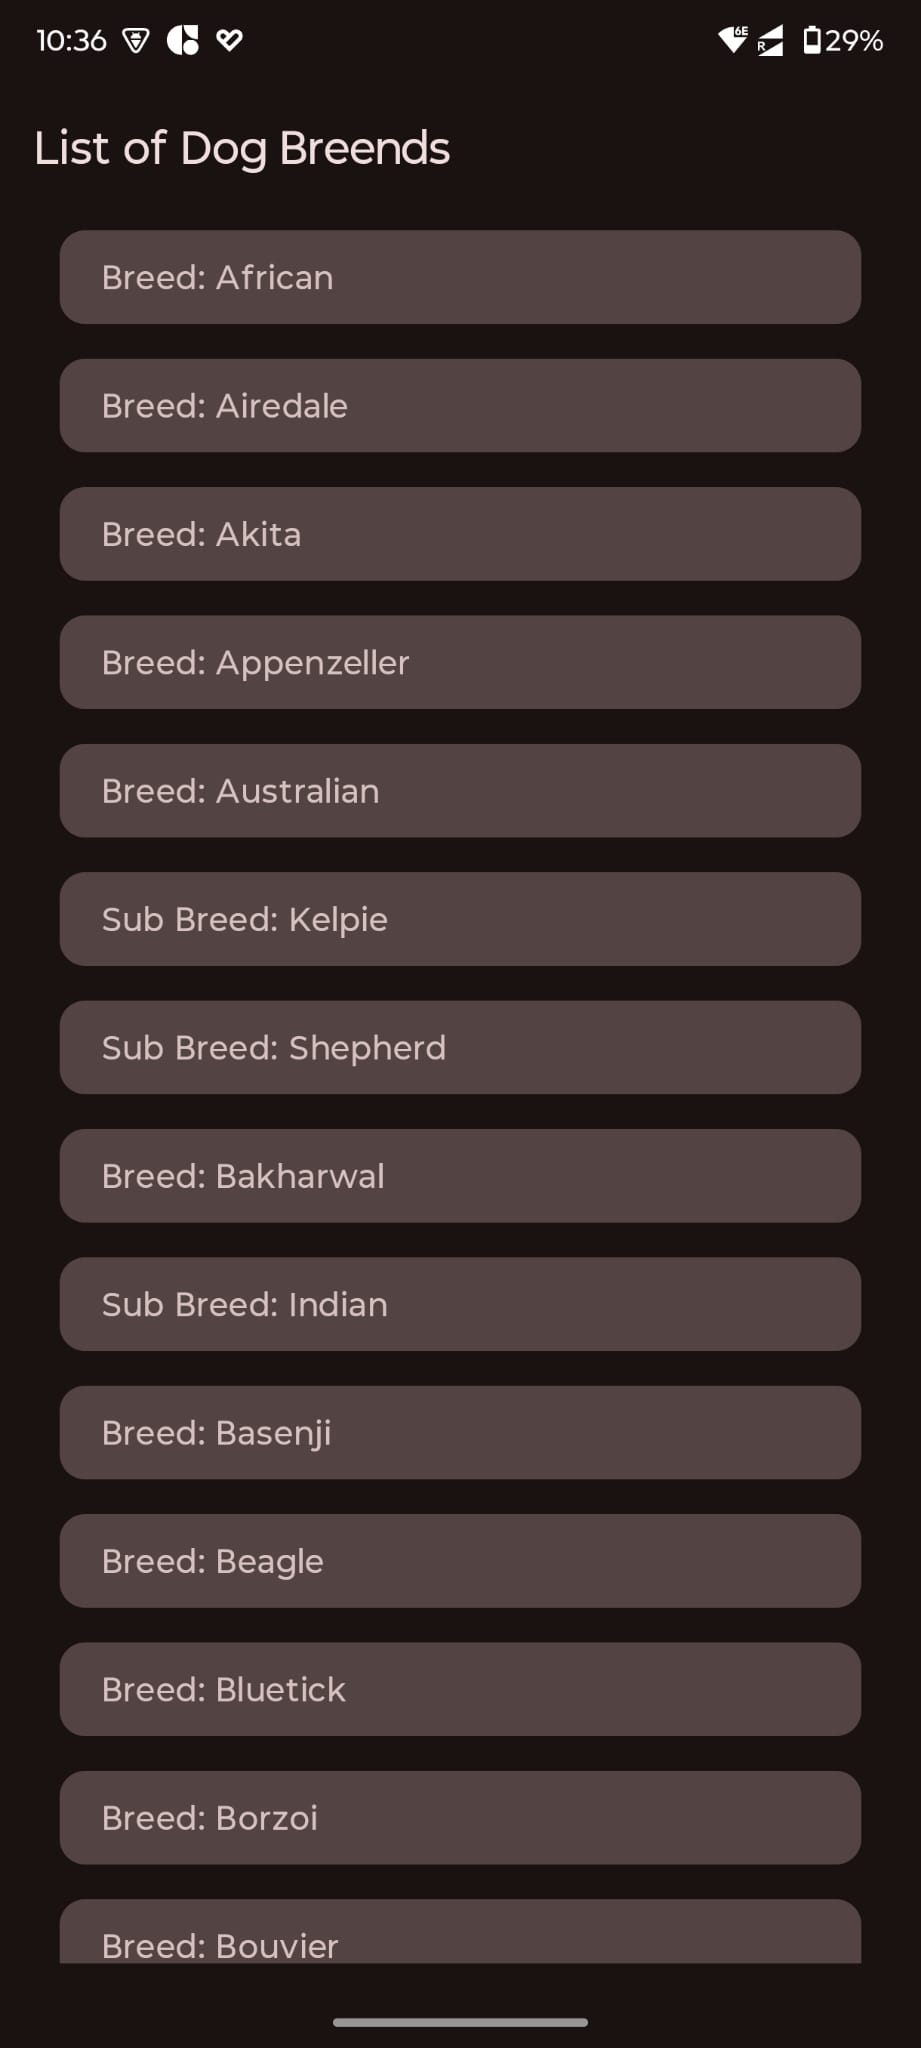 10:36
6E
R
29%
List of Dog Breends
Breed: African
Breed: Airedale
Breed: Akita
Breed: Appenzeller
Breed: Australian
Sub Breed: Kelpie
Sub Breed: Shepherd
Breed: Bakharwal
Sub Breed: Indian
Breed: Basenji
Breed: Beagle
Breed: Bluetick
Breed: Borzoi
Breed: Bouvier